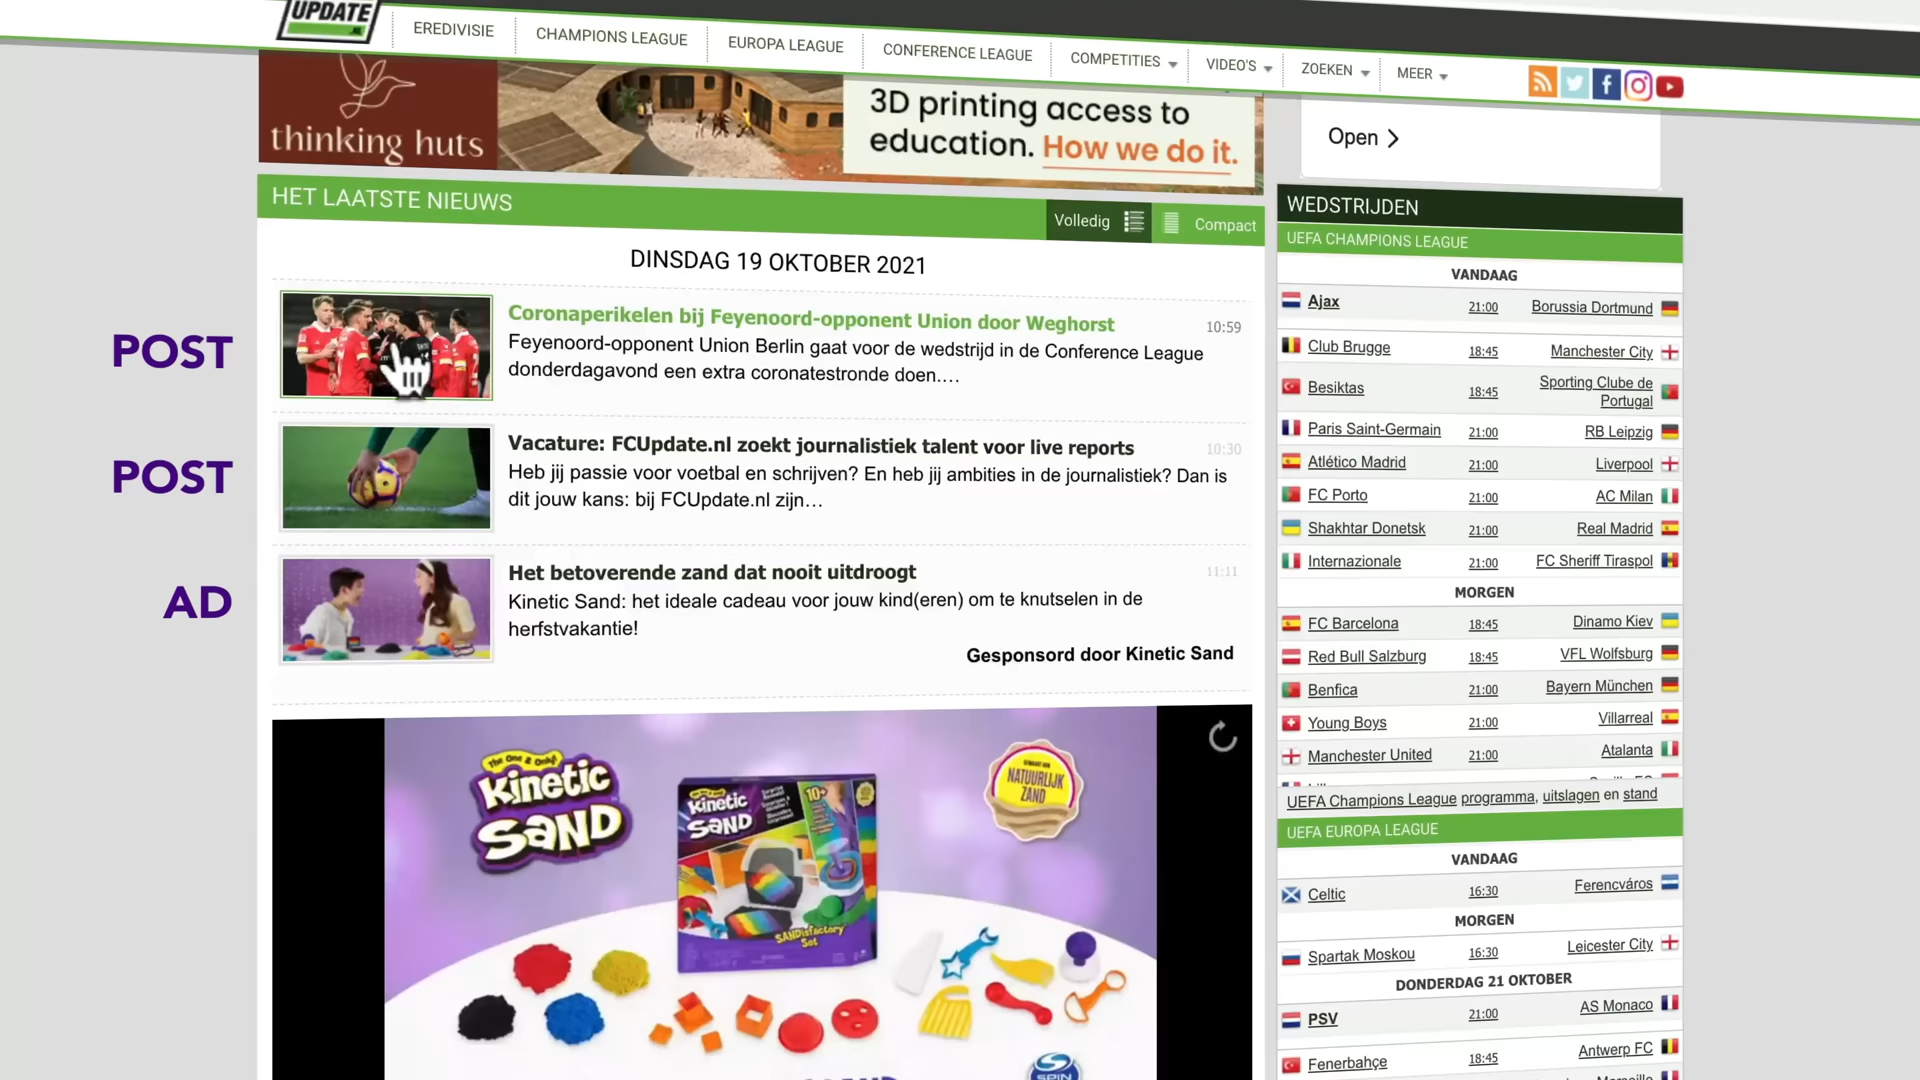 UPDATE
.NL
EREDIVISIE
CHAMPIONS LEAGUE
EUROPA LEAGUE
CONFERENCE LEAGUE
COMPETITIES
VIDEO'S
ZOEKEN
MEER
thinking huts
3D printing access to
education. How we do it.
Open
HET LAATSTE NIEUWS
Volledig
Compact
DINSDAG 19 OKTOBER 2021
POST
Coronaperikelen bij Feyenoord-opponent Union door Weghorst
10:59
Feyenoord-opponent Union Berlin gaat voor de wedstrijd in de Conference League
donderdagavond een extra coronatestronde doen....
POST
Vacature: FCUpdate.nl zoekt journalistiek talent voor live reports
10:30
Heb jij passie voor voetbal en schrijven? En heb jij ambities in de journalistiek? Dan is
dit jouw kans: bij FCUpdate.nl zijn...
AD
Het betoverende zand dat nooit uitdroogt
11:11
Kinetic Sand: het ideale cadeau voor jouw kind(eren) om te knutselen in de
herfstvakantie!
Gesponsord door Kinetic Sand
The One & Only!
Kinetic
SAND
Kinetic
SAND
10+
SANDisfactory
Set
NATUURLIJK
ZAND
SPIN
WEDSTRIJDEN
UEFA CHAMPIONS LEAGUE
VANDAAG
Ajax 21:00 Borussia Dortmund
Club Brugge 18:45 Manchester City
Besiktas 18:45 Sporting Clube de
Portugal
Paris Saint-Germain 21:00 RB Leipzig
Atlético Madrid 21:00 Liverpool
FC Porto 21:00 AC Milan
Shakhtar Donetsk 21:00 Real Madrid
Internazionale 21:00 FC Sheriff Tiraspol
MORGEN
FC Barcelona 18:45 Dinamo Kiev
Red Bull Salzburg 18:45 VFL Wolfsburg
Benfica 21:00 Bayern München
Young Boys 21:00 Villarreal
Manchester United 21:00 Atalanta
UEFA Champions League programma, uitslagen en stand
UEFA EUROPA LEAGUE
VANDAAG
Celtic 16:30 Ferencváros
MORGEN
Spartak Moskou 16:30 Leicester City
DONDERDAG 21 OKTOBER
PSV 21:00 AS Monaco
Fenerbahçe 18:45 Antwerp FC